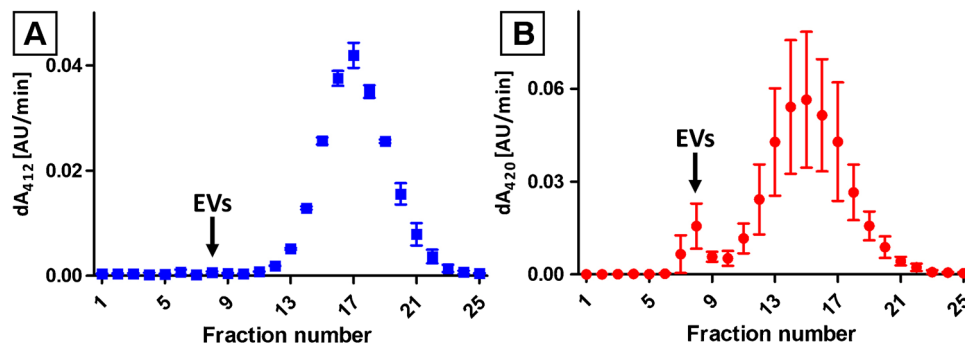 A
dA412 [AU/min]
0.04
0.02
0.00
EVs
1 5 9 13 17 21 25
Fraction number
B
dA420 [AU/min]
0.06
0.03
0.00
EVs
1 5 9 13 17 21 25
Fraction number